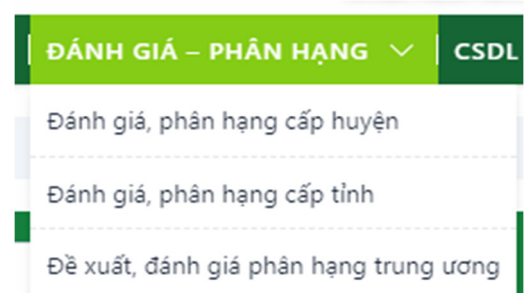 ĐÁNH GIÁ – PHÂN HẠNG CSDL
Đánh giá, phân hạng cấp huyện
Đánh giá, phân hạng cấp tỉnh
Đề xuất, đánh giá phân hạng trung ương